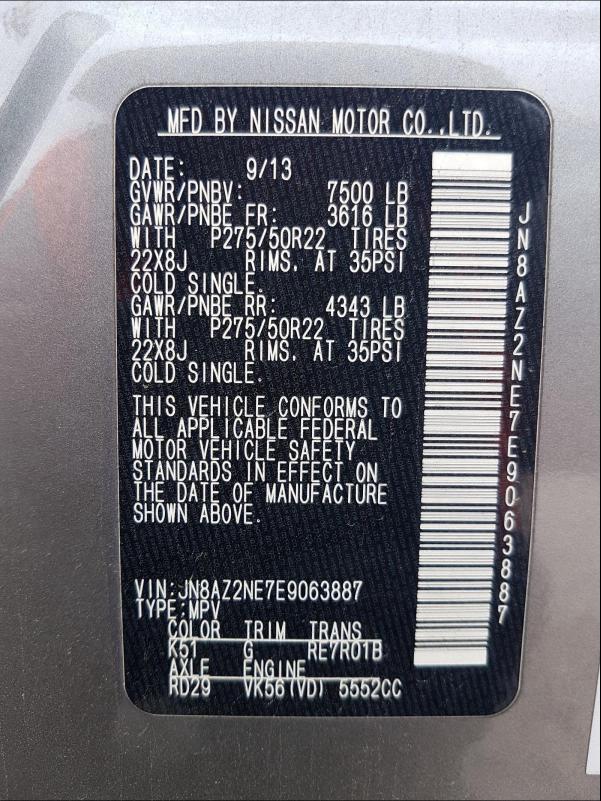 MFD BY NISSAN MOTOR CO.,LTD.
DATE: 9/13
GVWR/PNBV: 7500 LB
GAWR/PNBE FR: 3616 LB
WITH P275/50R22 TIRES
22X8J RIMS. AT 35PSI
COLD SINGLE.
GAWR/PNBE RR: 4343 LB
WITH P275/50R22 TIRES
22X8J RIMS. AT 35PSI
COLD SINGLE.
THIS VEHICLE CONFORMS TO
ALL APPLICABLE FEDERAL
MOTOR VEHICLE SAFETY
STANDARDS IN EFFECT ON
THE DATE OF MANUFACTURE
SHOWN ABOVE.
VIN:JN8AZ2NE7E9063887
TYPE:MPV
COLOR TRIM TRANS
K51 G RE7R01B
AXLE ENGINE
RD29 VK56(VD) 5552CC
JN8AZ2NE7E9063887